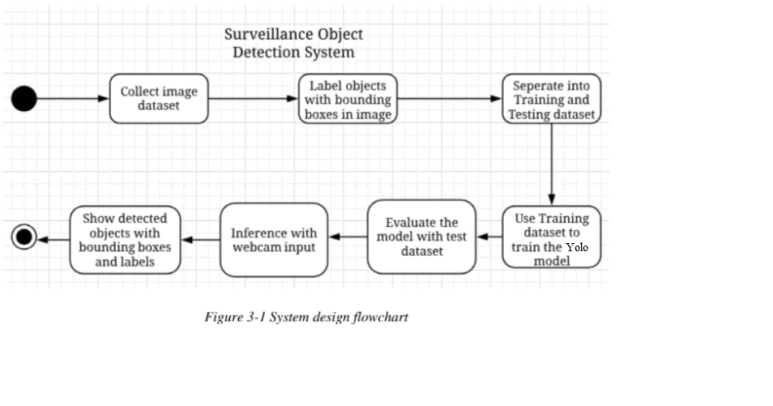 Surveillance Object
Detection System
Collect image
dataset
Label objects
with bounding
boxes in image
Seperate into
Training and
Testing dataset
Use Training
dataset to
train the Yolo
model
Evaluate the
model with test
dataset
Inference with
webcam input
Show detected
objects with
bounding boxes
and labels
Figure 3-1 System design flowchart